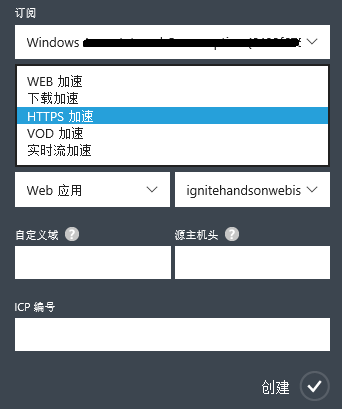 订阅
Windows
WEB 加速
下载加速
HTTPS 加速
VOD 加速
实时流加速
Web 应用
ignitehandsonwebis
自定义域 ?
源主机头 ?
ICP 编号
创建